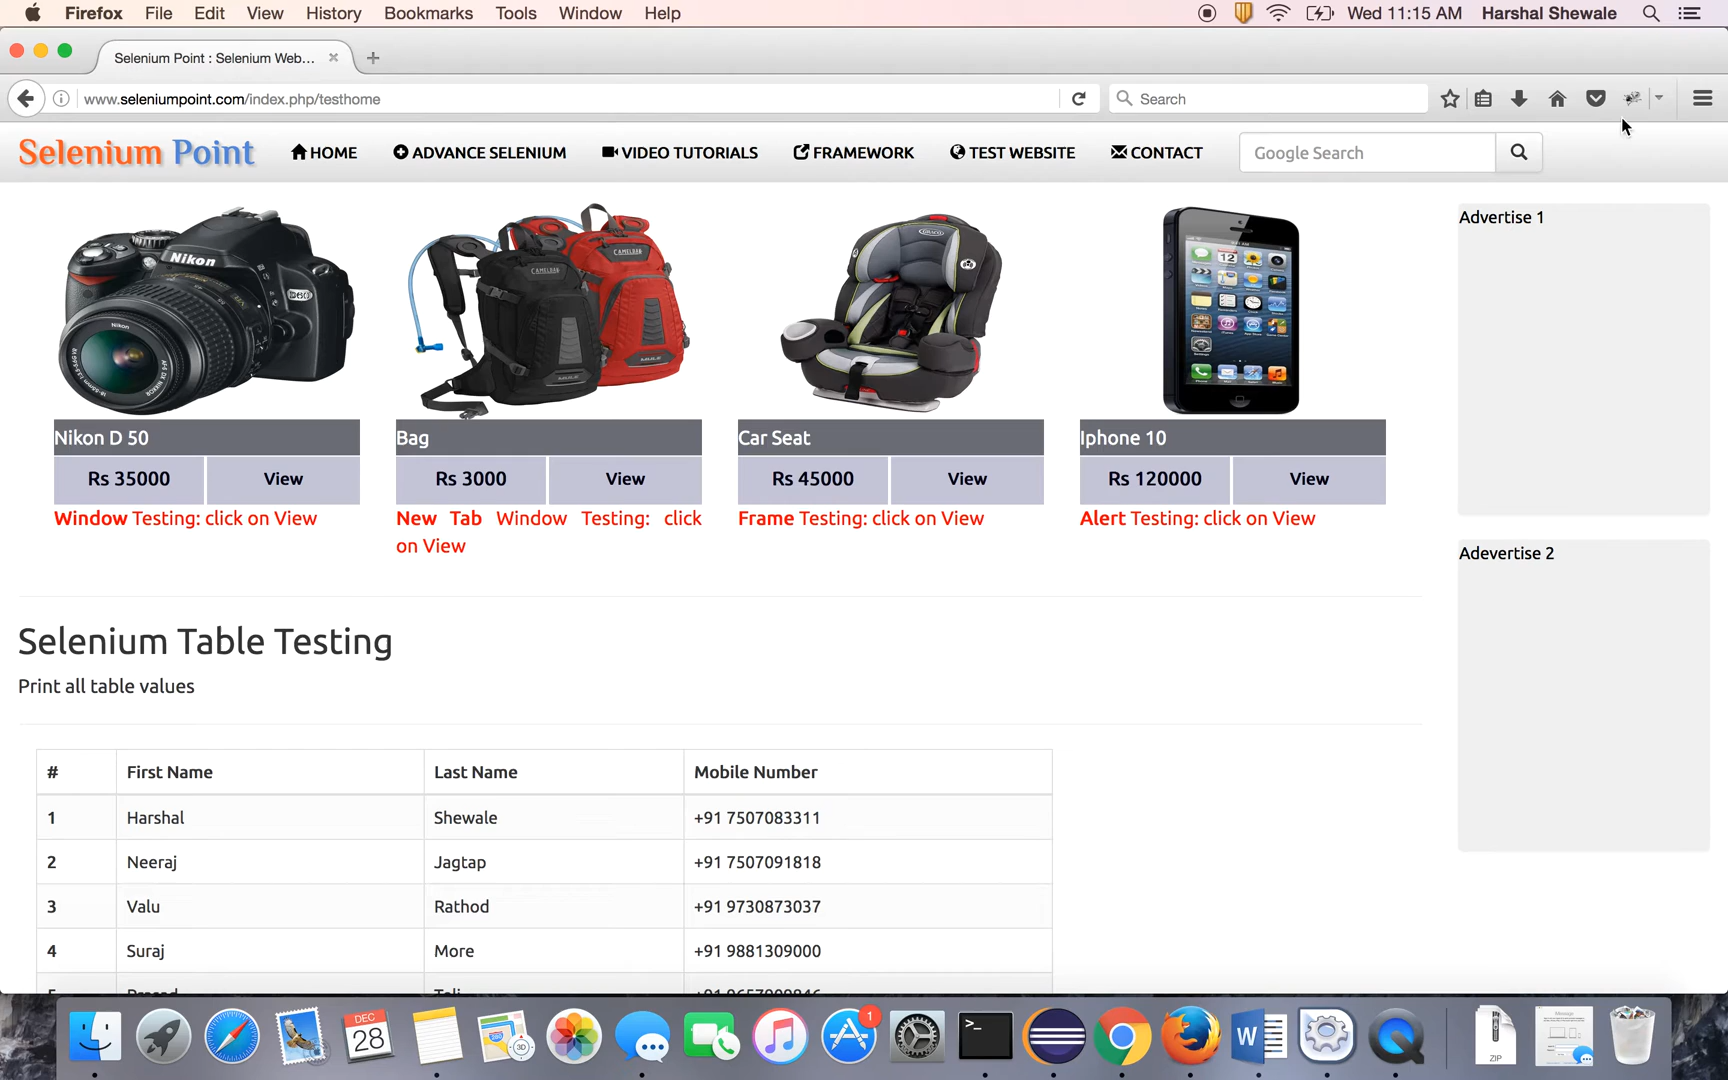 Firefox File Edit View History Bookmarks Tools Window Help Wed 11:15 AM Harshal Shewale
Selenium Point : Selenium Web...
www.seleniumpoint.com/index.php/testhome Search
Selenium Point HOME ADVANCE SELENIUM VIDEO TUTORIALS FRAMEWORK TEST WEBSITE CONTACT Google Search
Nikon D 50
Rs 35000 View
Window Testing: click on View
Bag
Rs 3000 View
New Tab Window Testing: click
on View
Car Seat
Rs 45000 View
Frame Testing: click on View
Iphone 10
Rs 120000 View
Alert Testing: click on View
Advertise 1
Adevertise 2
Selenium Table Testing
Print all table values
# First Name Last Name Mobile Number
1 Harshal Shewale +91 7507083311
2 Neeraj Jagtap +91 7507091818
3 Valu Rathod +91 9730873037
4 Suraj More +91 9881309000
DEC
28
3D
1
ZIP